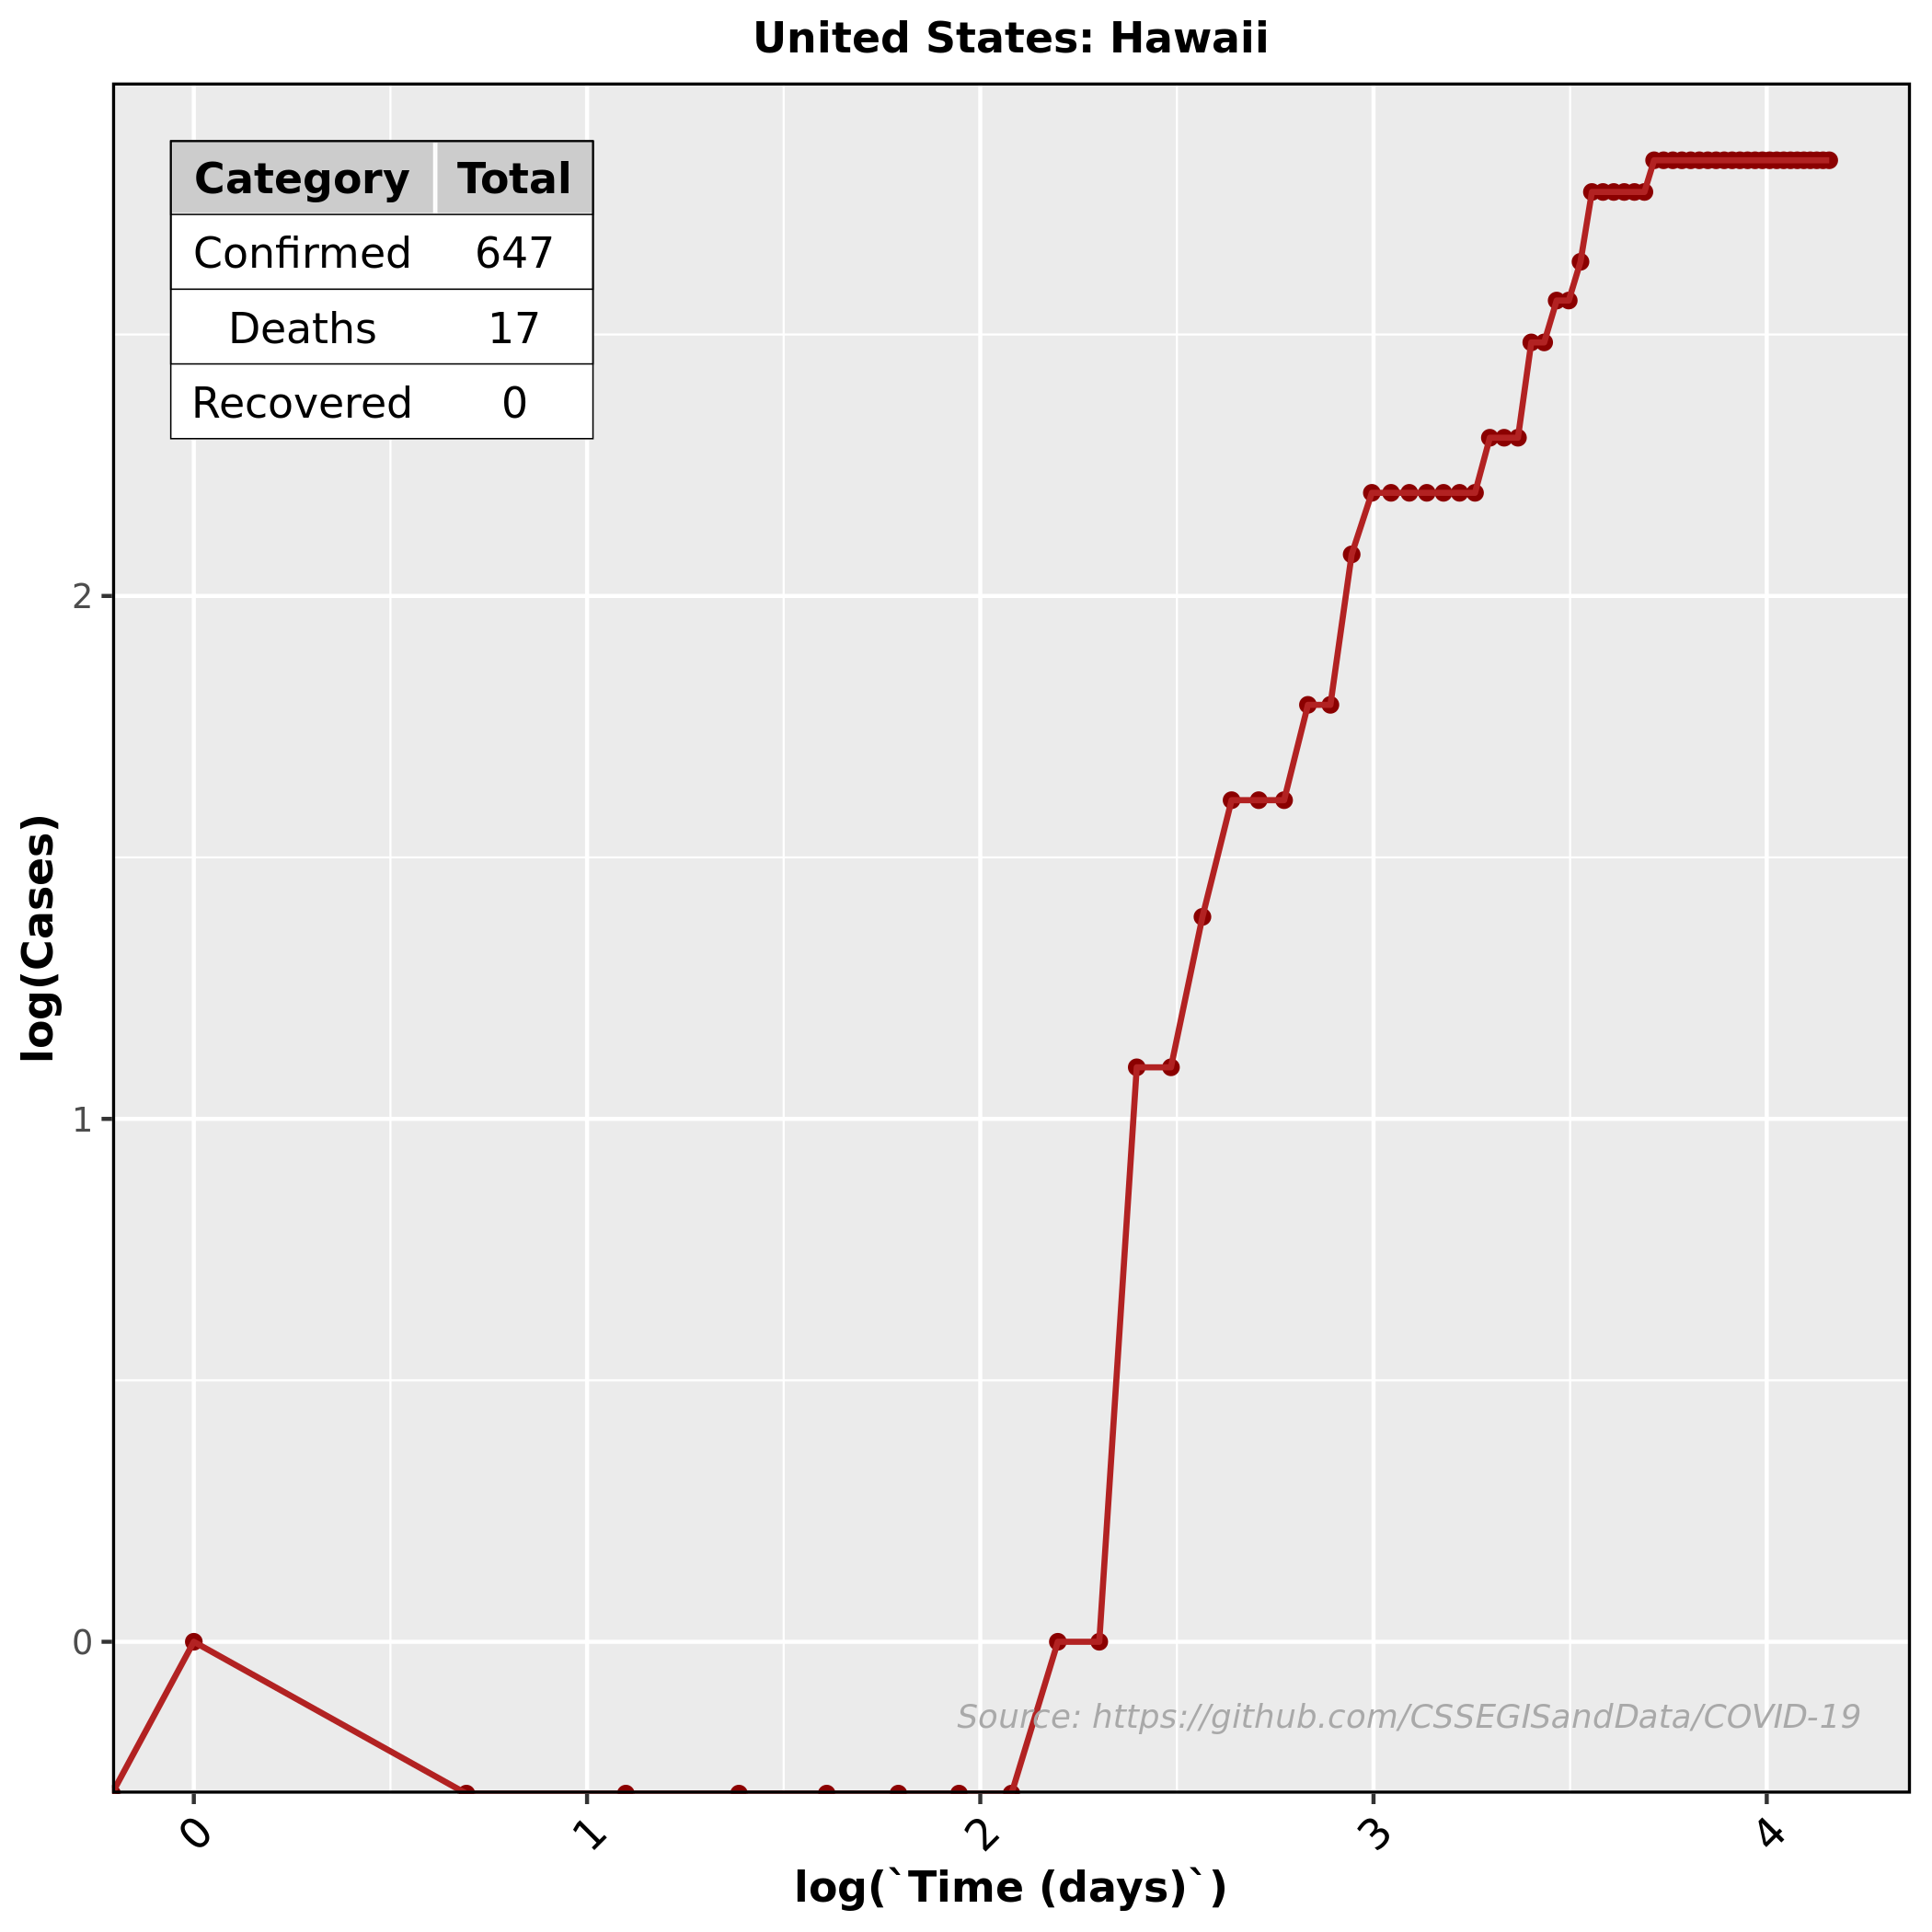 United States: Hawaii
Category Total
Confirmed 647
Deaths 17
Recovered 0
2
1
0
log(Cases)
Source: https://github.com/CSSEGISandData/COVID-19
0 1 2 3 4
log(`Time (days)`)